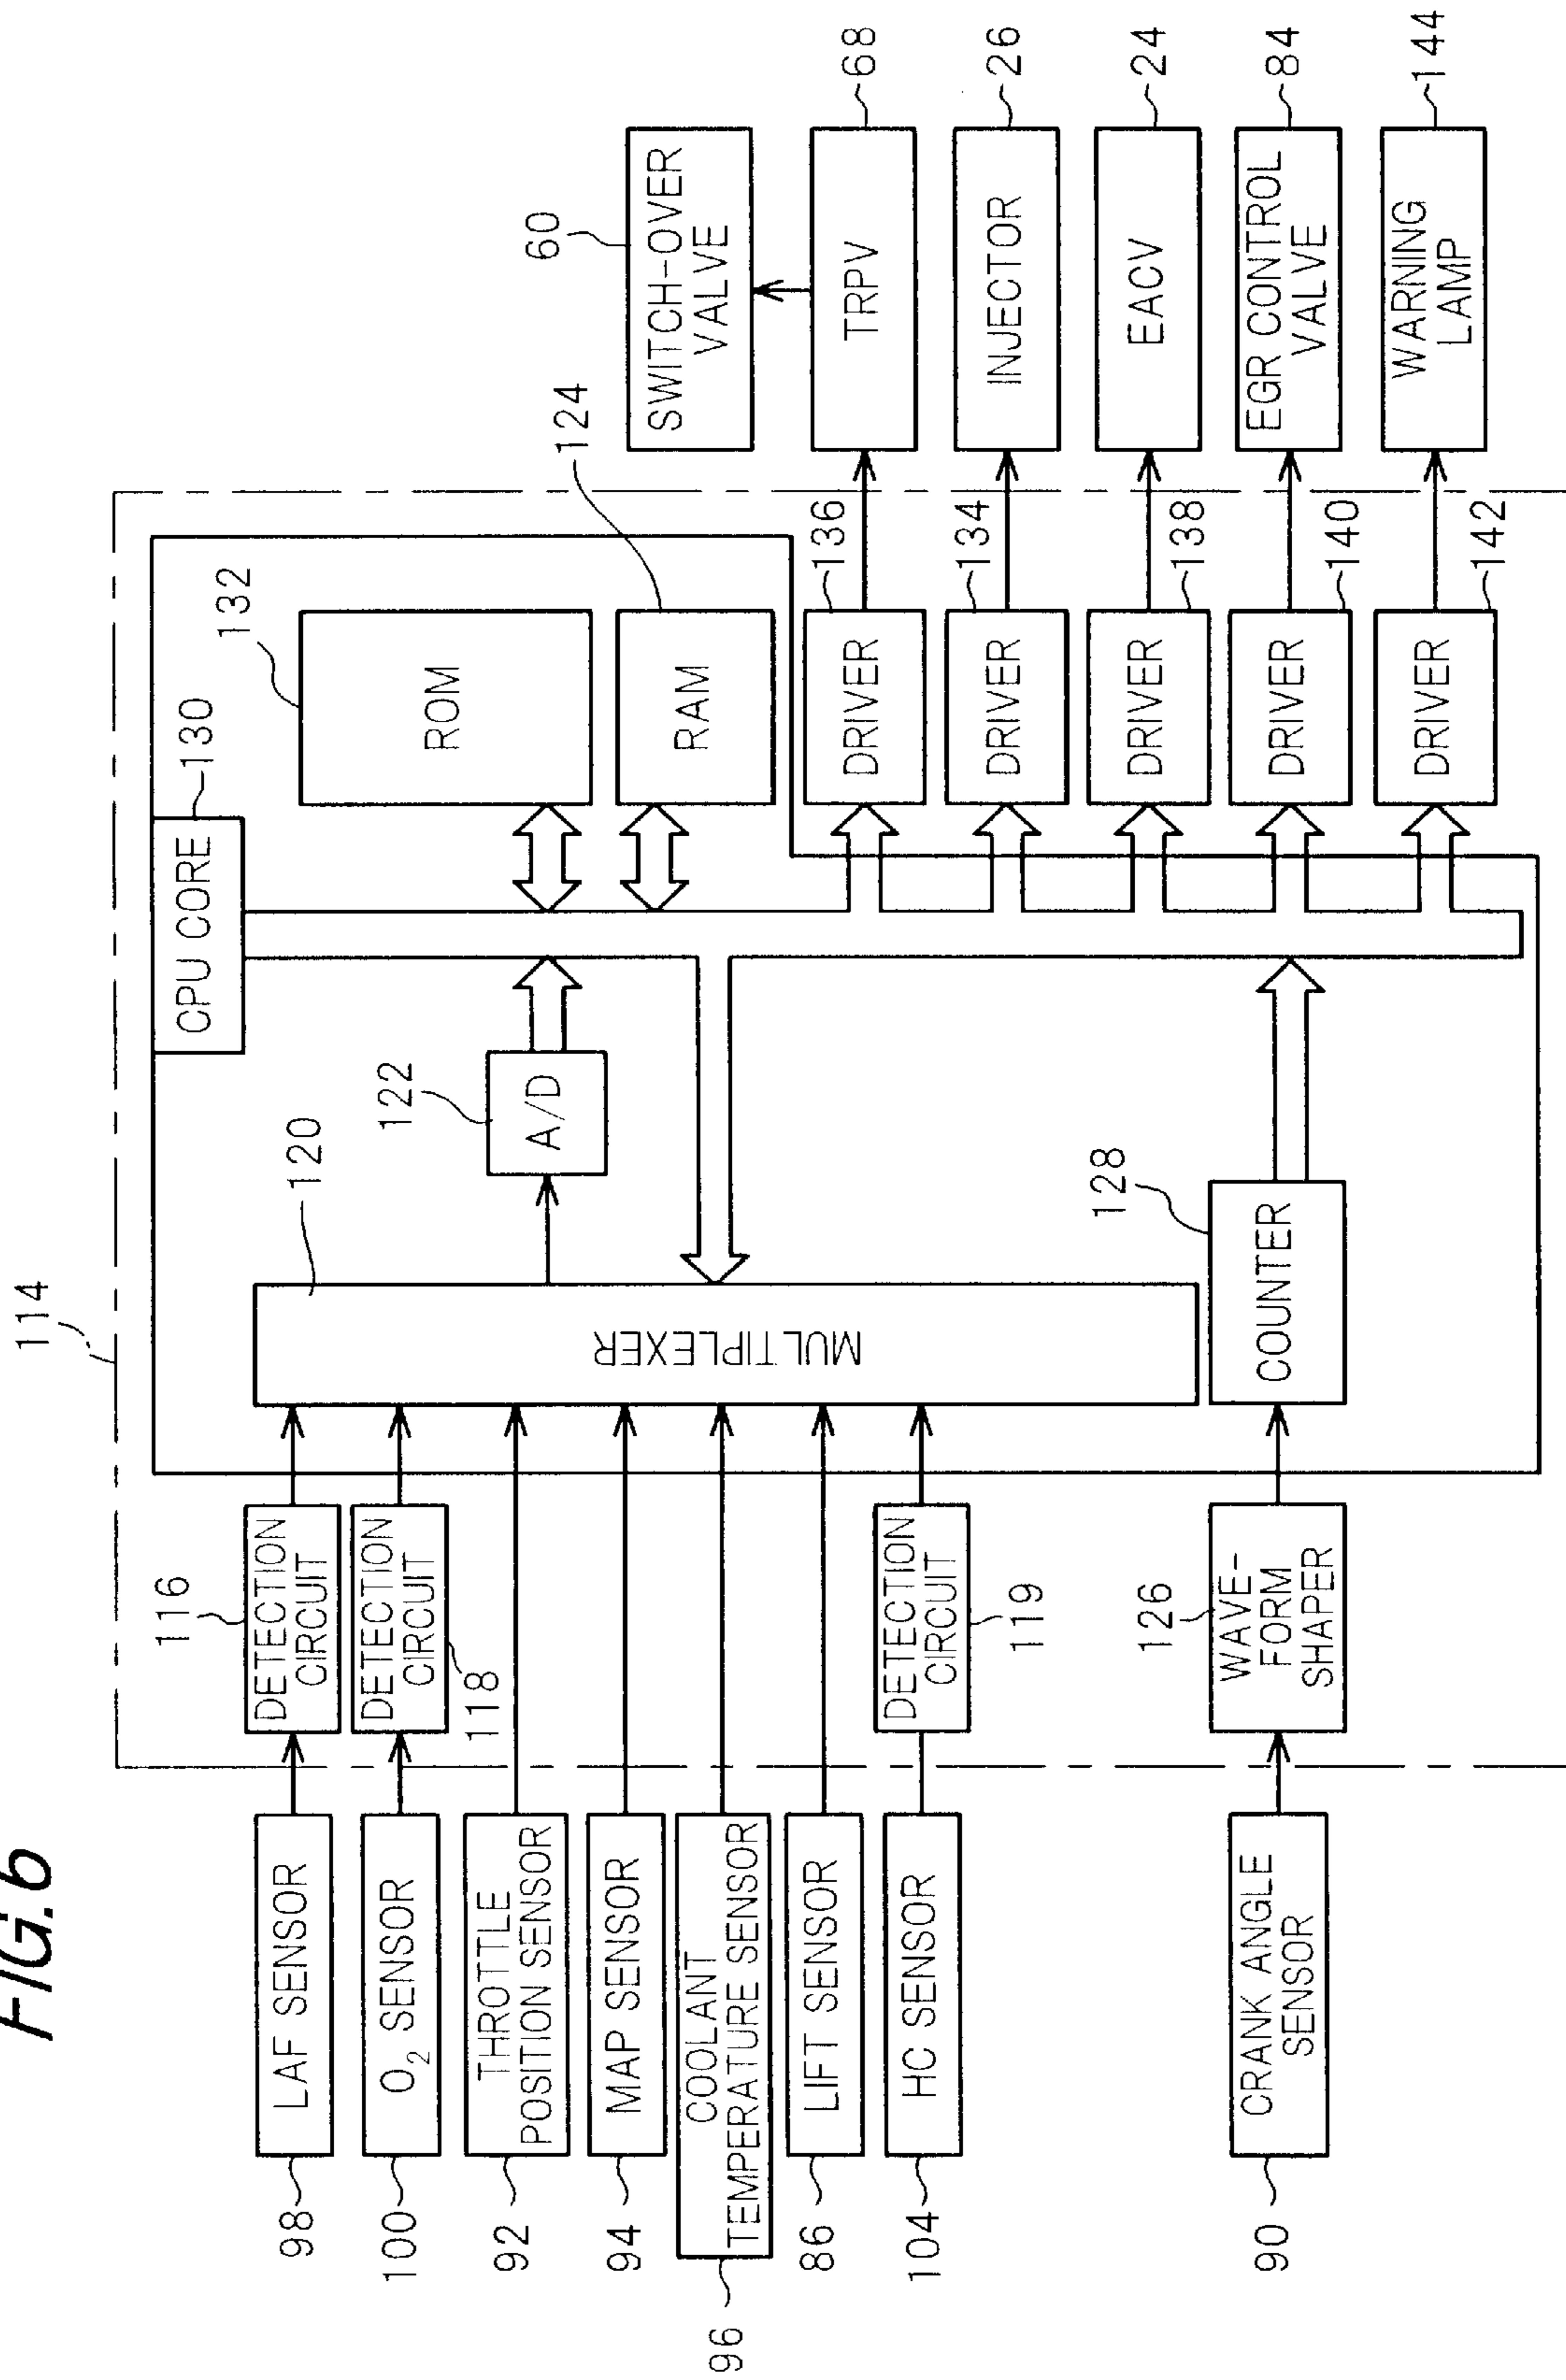 FIG.6
114
98
LAF SENSOR
116
DETECTION
CIRCUIT
100
O₂ SENSOR
118
DETECTION
CIRCUIT
92
THROTTLE
POSITION SENSOR
94
MAP SENSOR
96
COOLANT
TEMPERATURE SENSOR
86
LIFT SENSOR
104
HC SENSOR
119
DETECTION
CIRCUIT
90
CRANK ANGLE
SENSOR
126
WAVE-
FORM
SHAPER
120
MULTIPLEXER
122
A/D
128
COUNTER
CPU CORE
130
132
ROM
124
RAM
136
DRIVER
134
DRIVER
138
DRIVER
140
DRIVER
142
DRIVER
60
SWITCH-OVER
VALVE
TRPV
68
INJECTOR
26
EACV
24
EGR CONTROL
VALVE
84
WARNING
LAMP
144